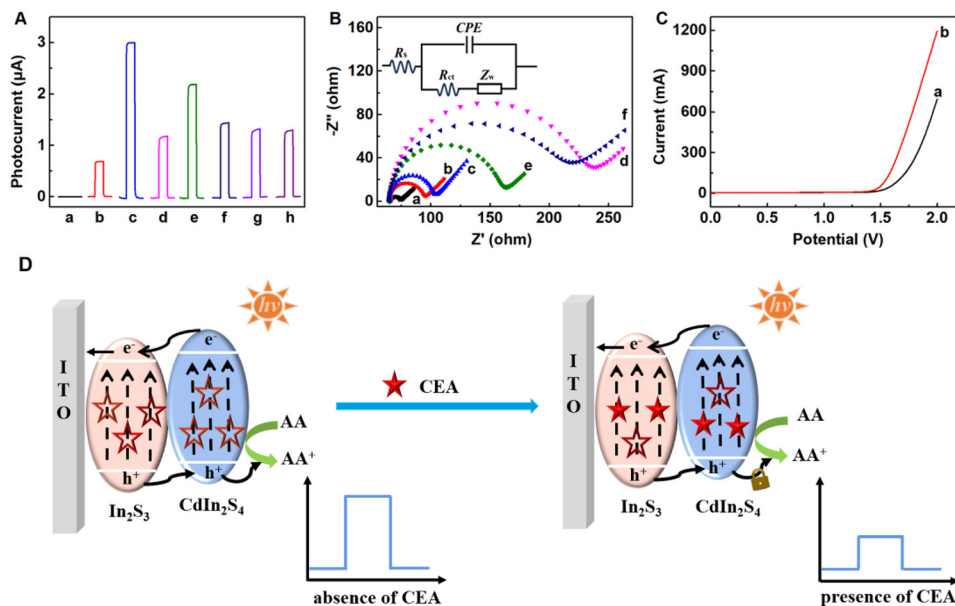 A
Photocurrent (µA)
3
2
1
0
a b c d e f g h
B
-Z'' (ohm)
160
120
80
40
0
Rs
CPE
Rct
Zw
a
b
c
e
f
d
100 150 200 250
Z' (ohm)
C
Current (mA)
1200
900
600
300
0
b
a
0.0 0.5 1.0 1.5 2.0
Potential (V)
D
ITO
hν
e-
e-
h+
h+
In2S3
CdIn2S4
AA
AA+
absence of CEA
CEA
ITO
hν
e-
e-
h+
h+
In2S3
CdIn2S4
AA
AA+
presence of CEA